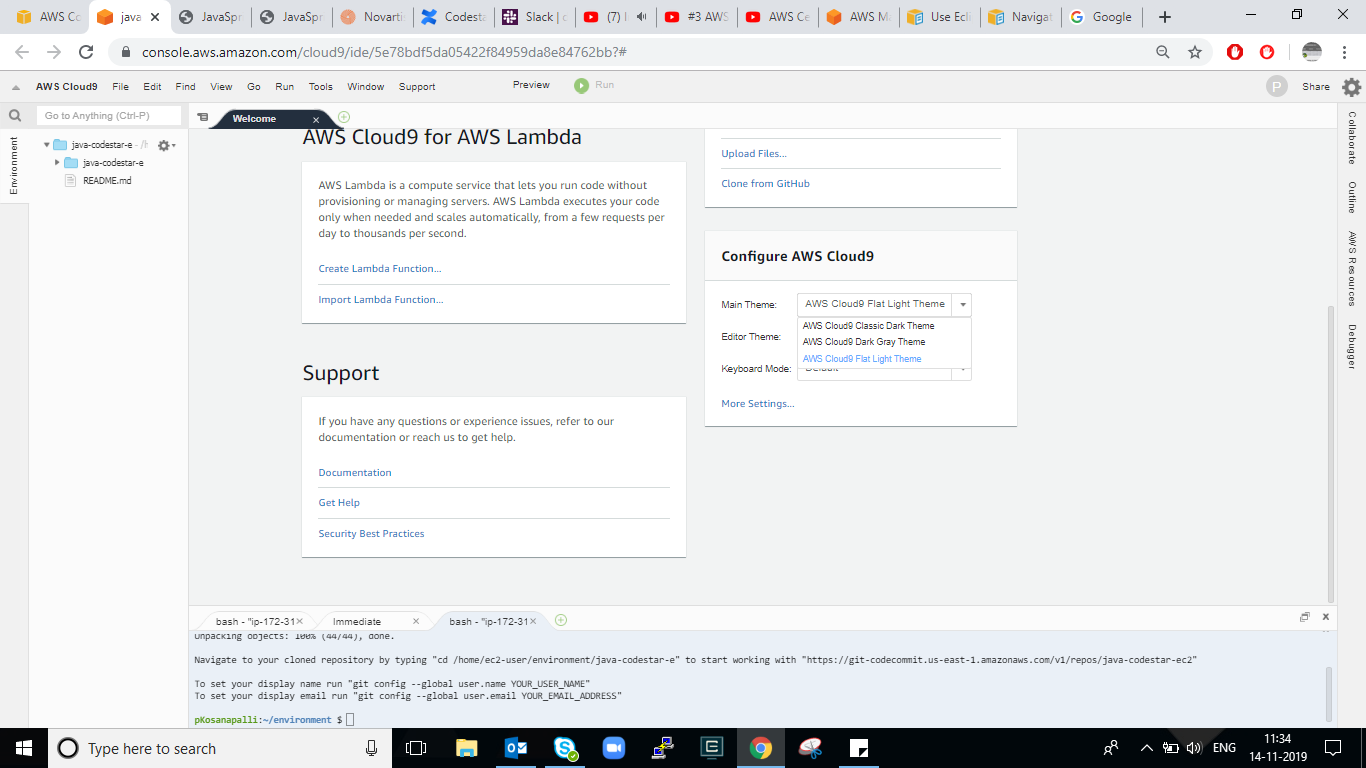 AWS Co
java
JavaSpr
JavaSpr
Novartis
Codesta
Slack | c
(7)
#3 AWS
AWS Ce
AWS Ma
Use Ecli
Navigat
Google
console.aws.amazon.com/cloud9/ide/5e78bdf5da05422f84959da8e84762bb?#
AWS Cloud9 File Edit Find View Go Run Tools Window Support Preview Run P Share
Go to Anything (Ctrl-P)
Welcome
Environment
java-codestar-e - /h
java-codestar-e
README.md
AWS Cloud9 for AWS Lambda
AWS Lambda is a compute service that lets you run code without
provisioning or managing servers. AWS Lambda executes your code
only when needed and scales automatically, from a few requests per
day to thousands per second.
Create Lambda Function...
Import Lambda Function...
Support
If you have any questions or experience issues, refer to our
documentation or reach us to get help.
Documentation
Get Help
Security Best Practices
Upload Files...
Clone from GitHub
Configure AWS Cloud9
Main Theme: AWS Cloud9 Flat Light Theme
AWS Cloud9 Classic Dark Theme
Editor Theme:
AWS Cloud9 Dark Gray Theme
AWS Cloud9 Flat Light Theme
Keyboard Mode: Default
More Settings...
Collaborate
Outline
AWS Resources
Debugger
bash - "ip-172-31 Immediate bash - "ip-172-31
Unpacking objects: 100% (44/44), done.
Navigate to your cloned repository by typing "cd /home/ec2-user/environment/java-codestar-e" to start working with "https://git-codecommit.us-east-1.amazonaws.com/v1/repos/java-codestar-ec2"
To set your display name run "git config --global user.name YOUR_USER_NAME"
To set your display email run "git config --global user.email YOUR_EMAIL_ADDRESS"
pKosanapalli:~/environment $
Type here to search
ENG
11:34
14-11-2019